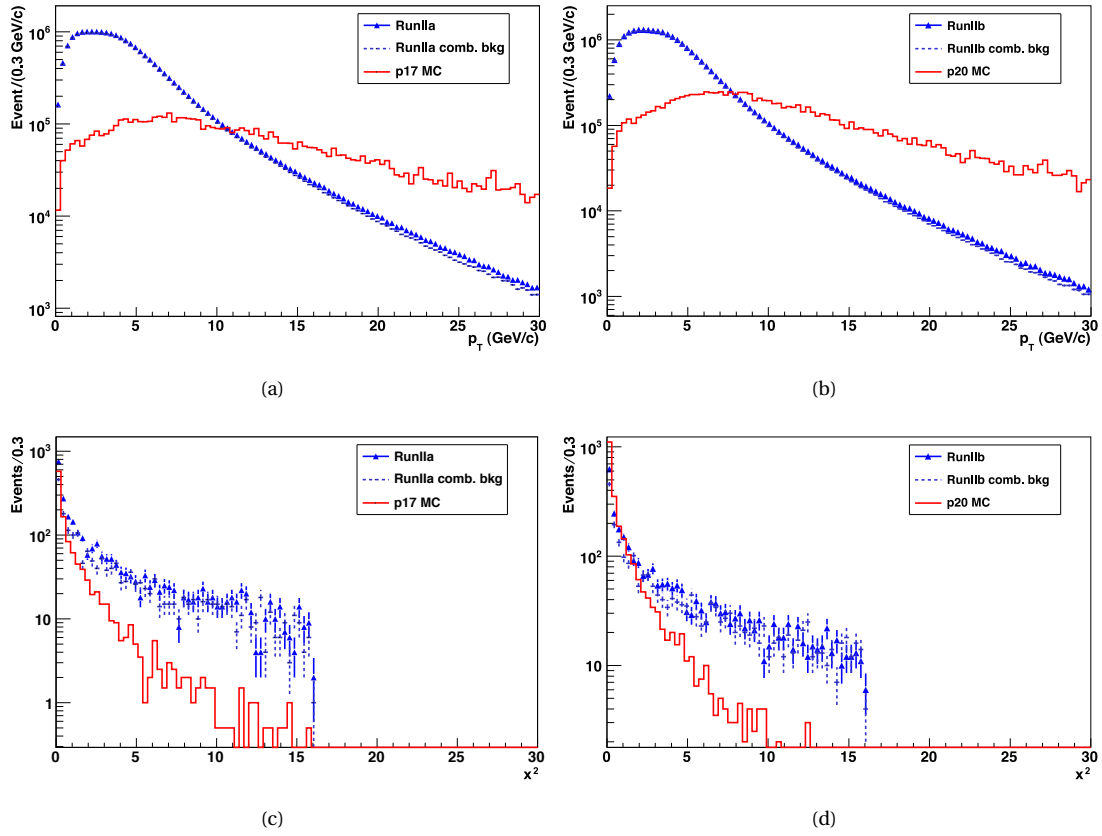 Event/(0.3 GeV/c)
10^6
10^5
10^4
10^3
RunIIa
RunIIa comb. bkg
p17 MC
0 5 10 15 20 25 30
p_T (GeV/c)
(a)
Event/(0.3 GeV/c)
10^6
10^5
10^4
10^3
RunIIb
RunIIb comb. bkg
p20 MC
0 5 10 15 20 25 30
p_T (GeV/c)
(b)
Events/0.3
10^3
10^2
10
1
RunIIa
RunIIa comb. bkg
p17 MC
0 5 10 15 20 25 30
x^2
(c)
Events/0.3
10^3
10^2
10
RunIIb
RunIIb comb. bkg
p20 MC
0 5 10 15 20 25 30
x^2
(d)